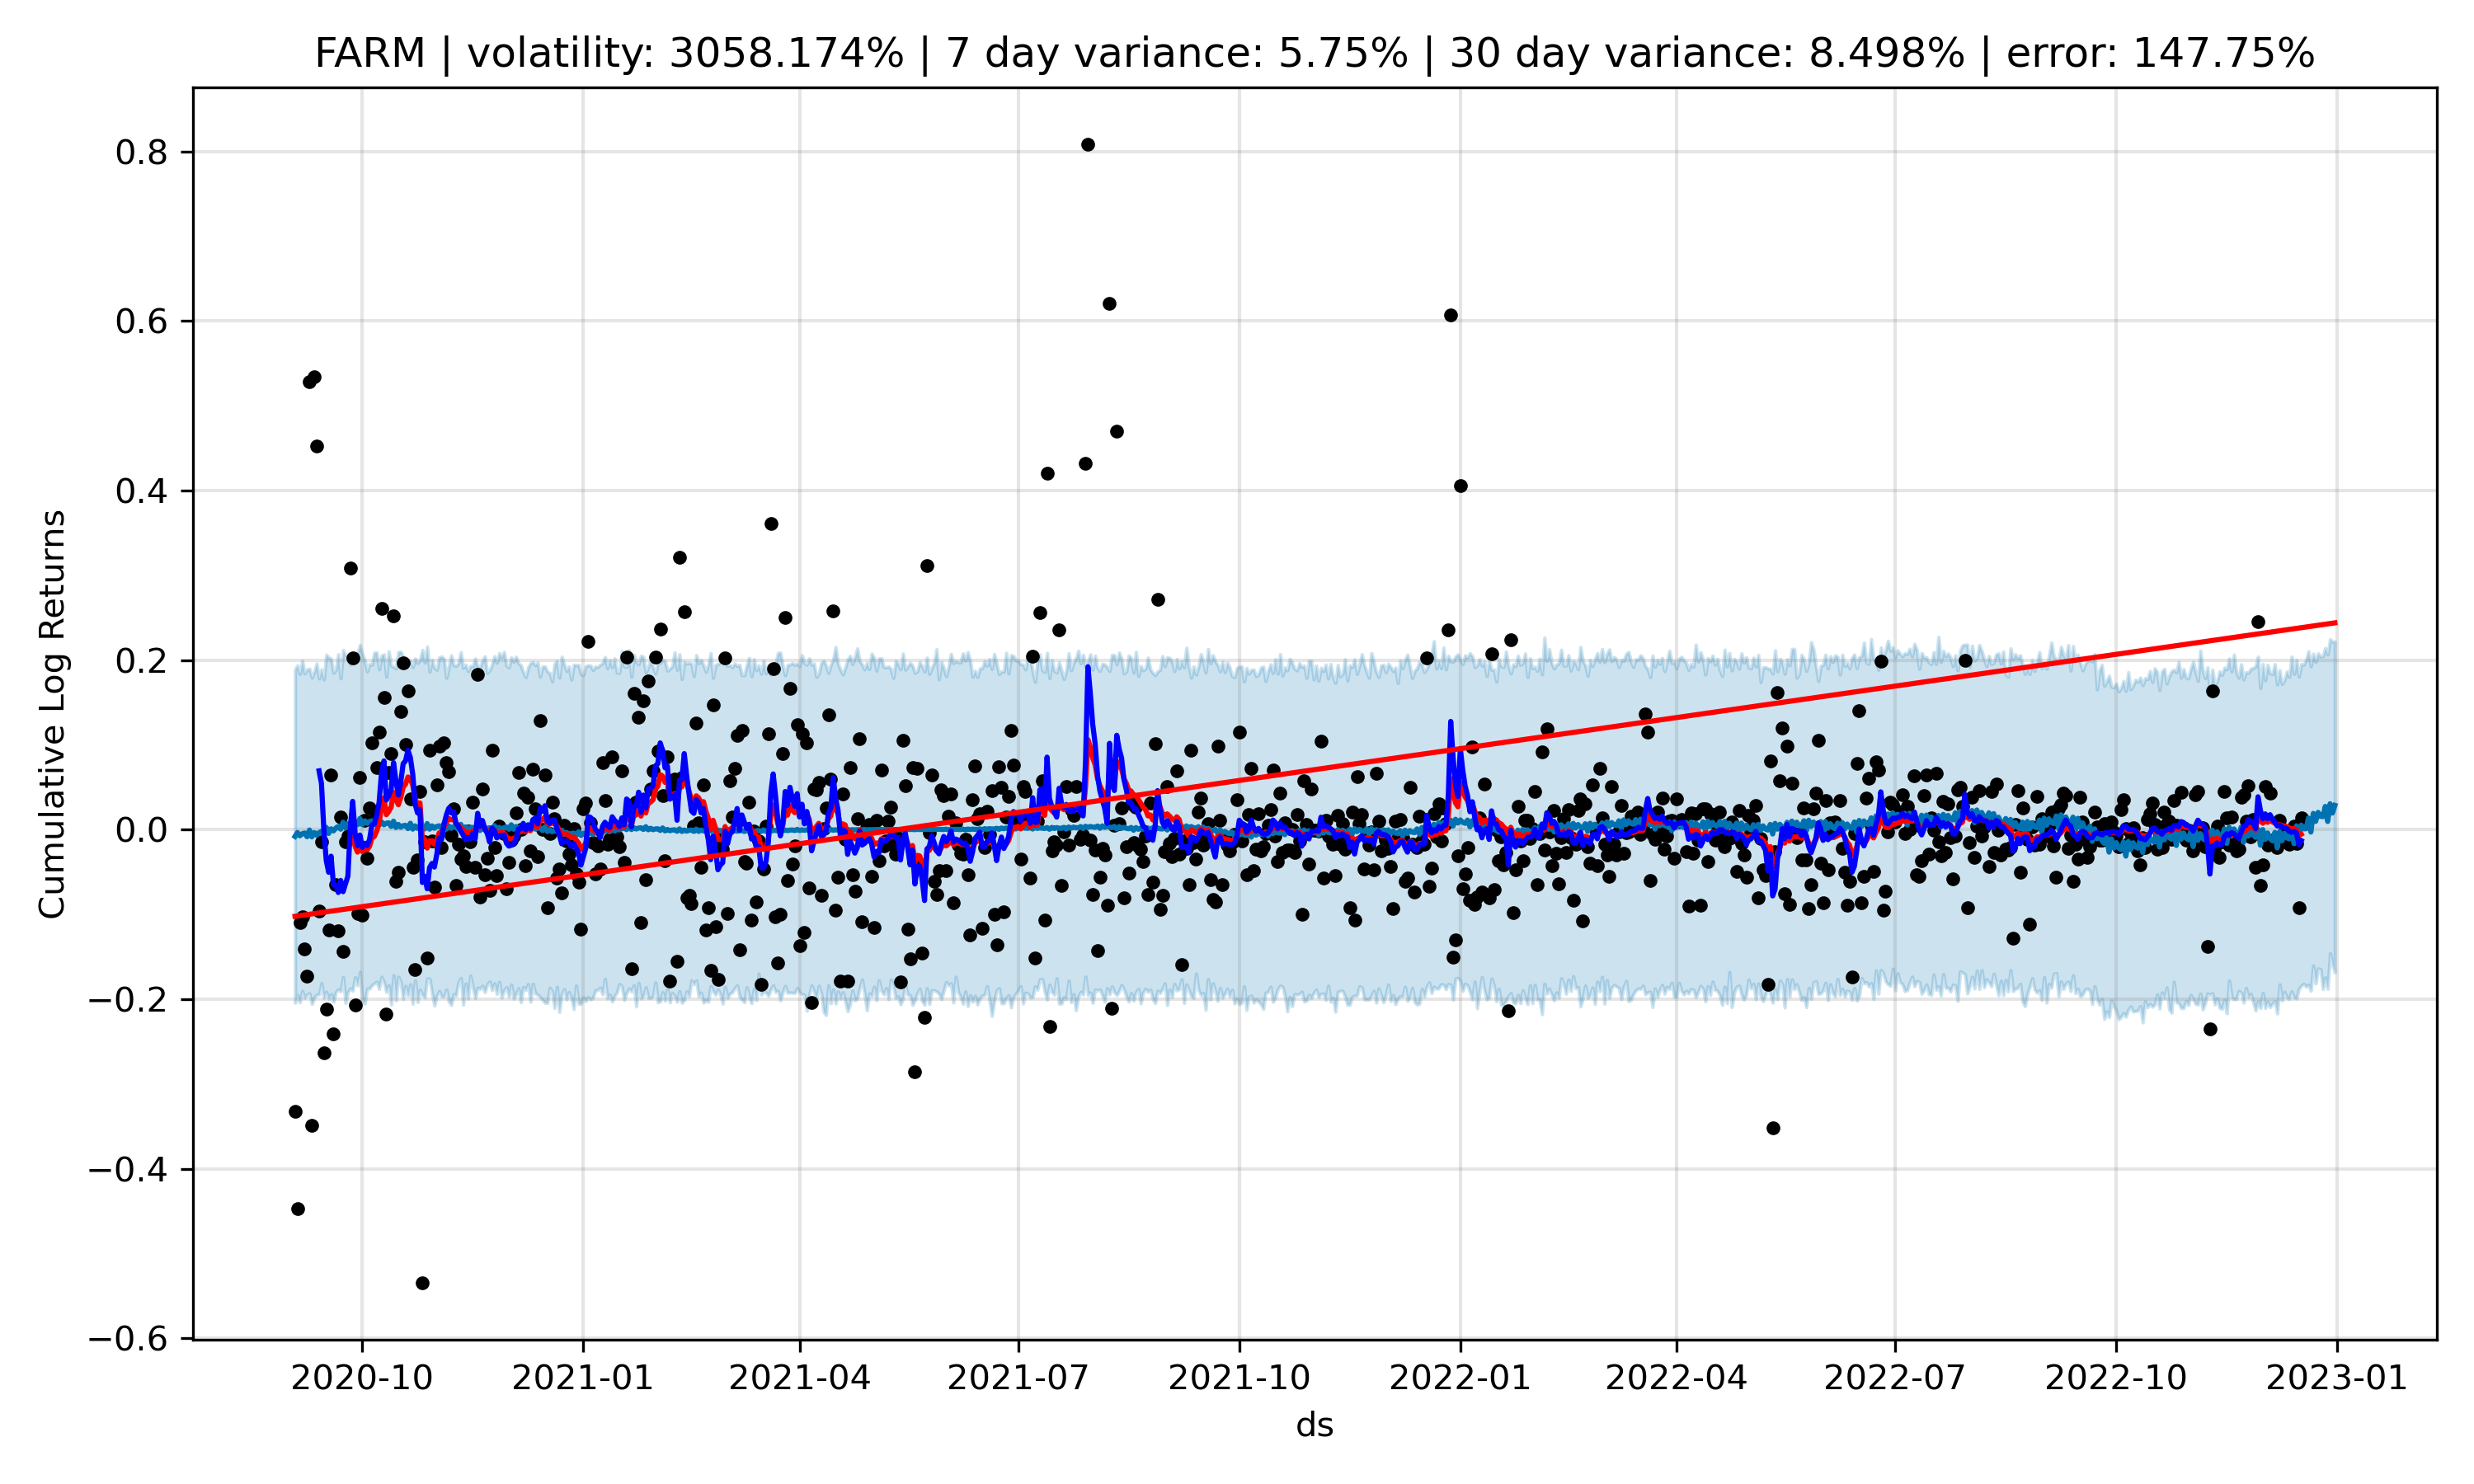 FARM | volatility: 3058.174% | 7 day variance: 5.75% | 30 day variance: 8.498% | error: 147.75%
Cumulative Log Returns
0.8
0.6
0.4
0.2
0.0
−0.2
−0.4
−0.6
2020-10 2021-01 2021-04 2021-07 2021-10 2022-01 2022-04 2022-07 2022-10 2023-01
ds